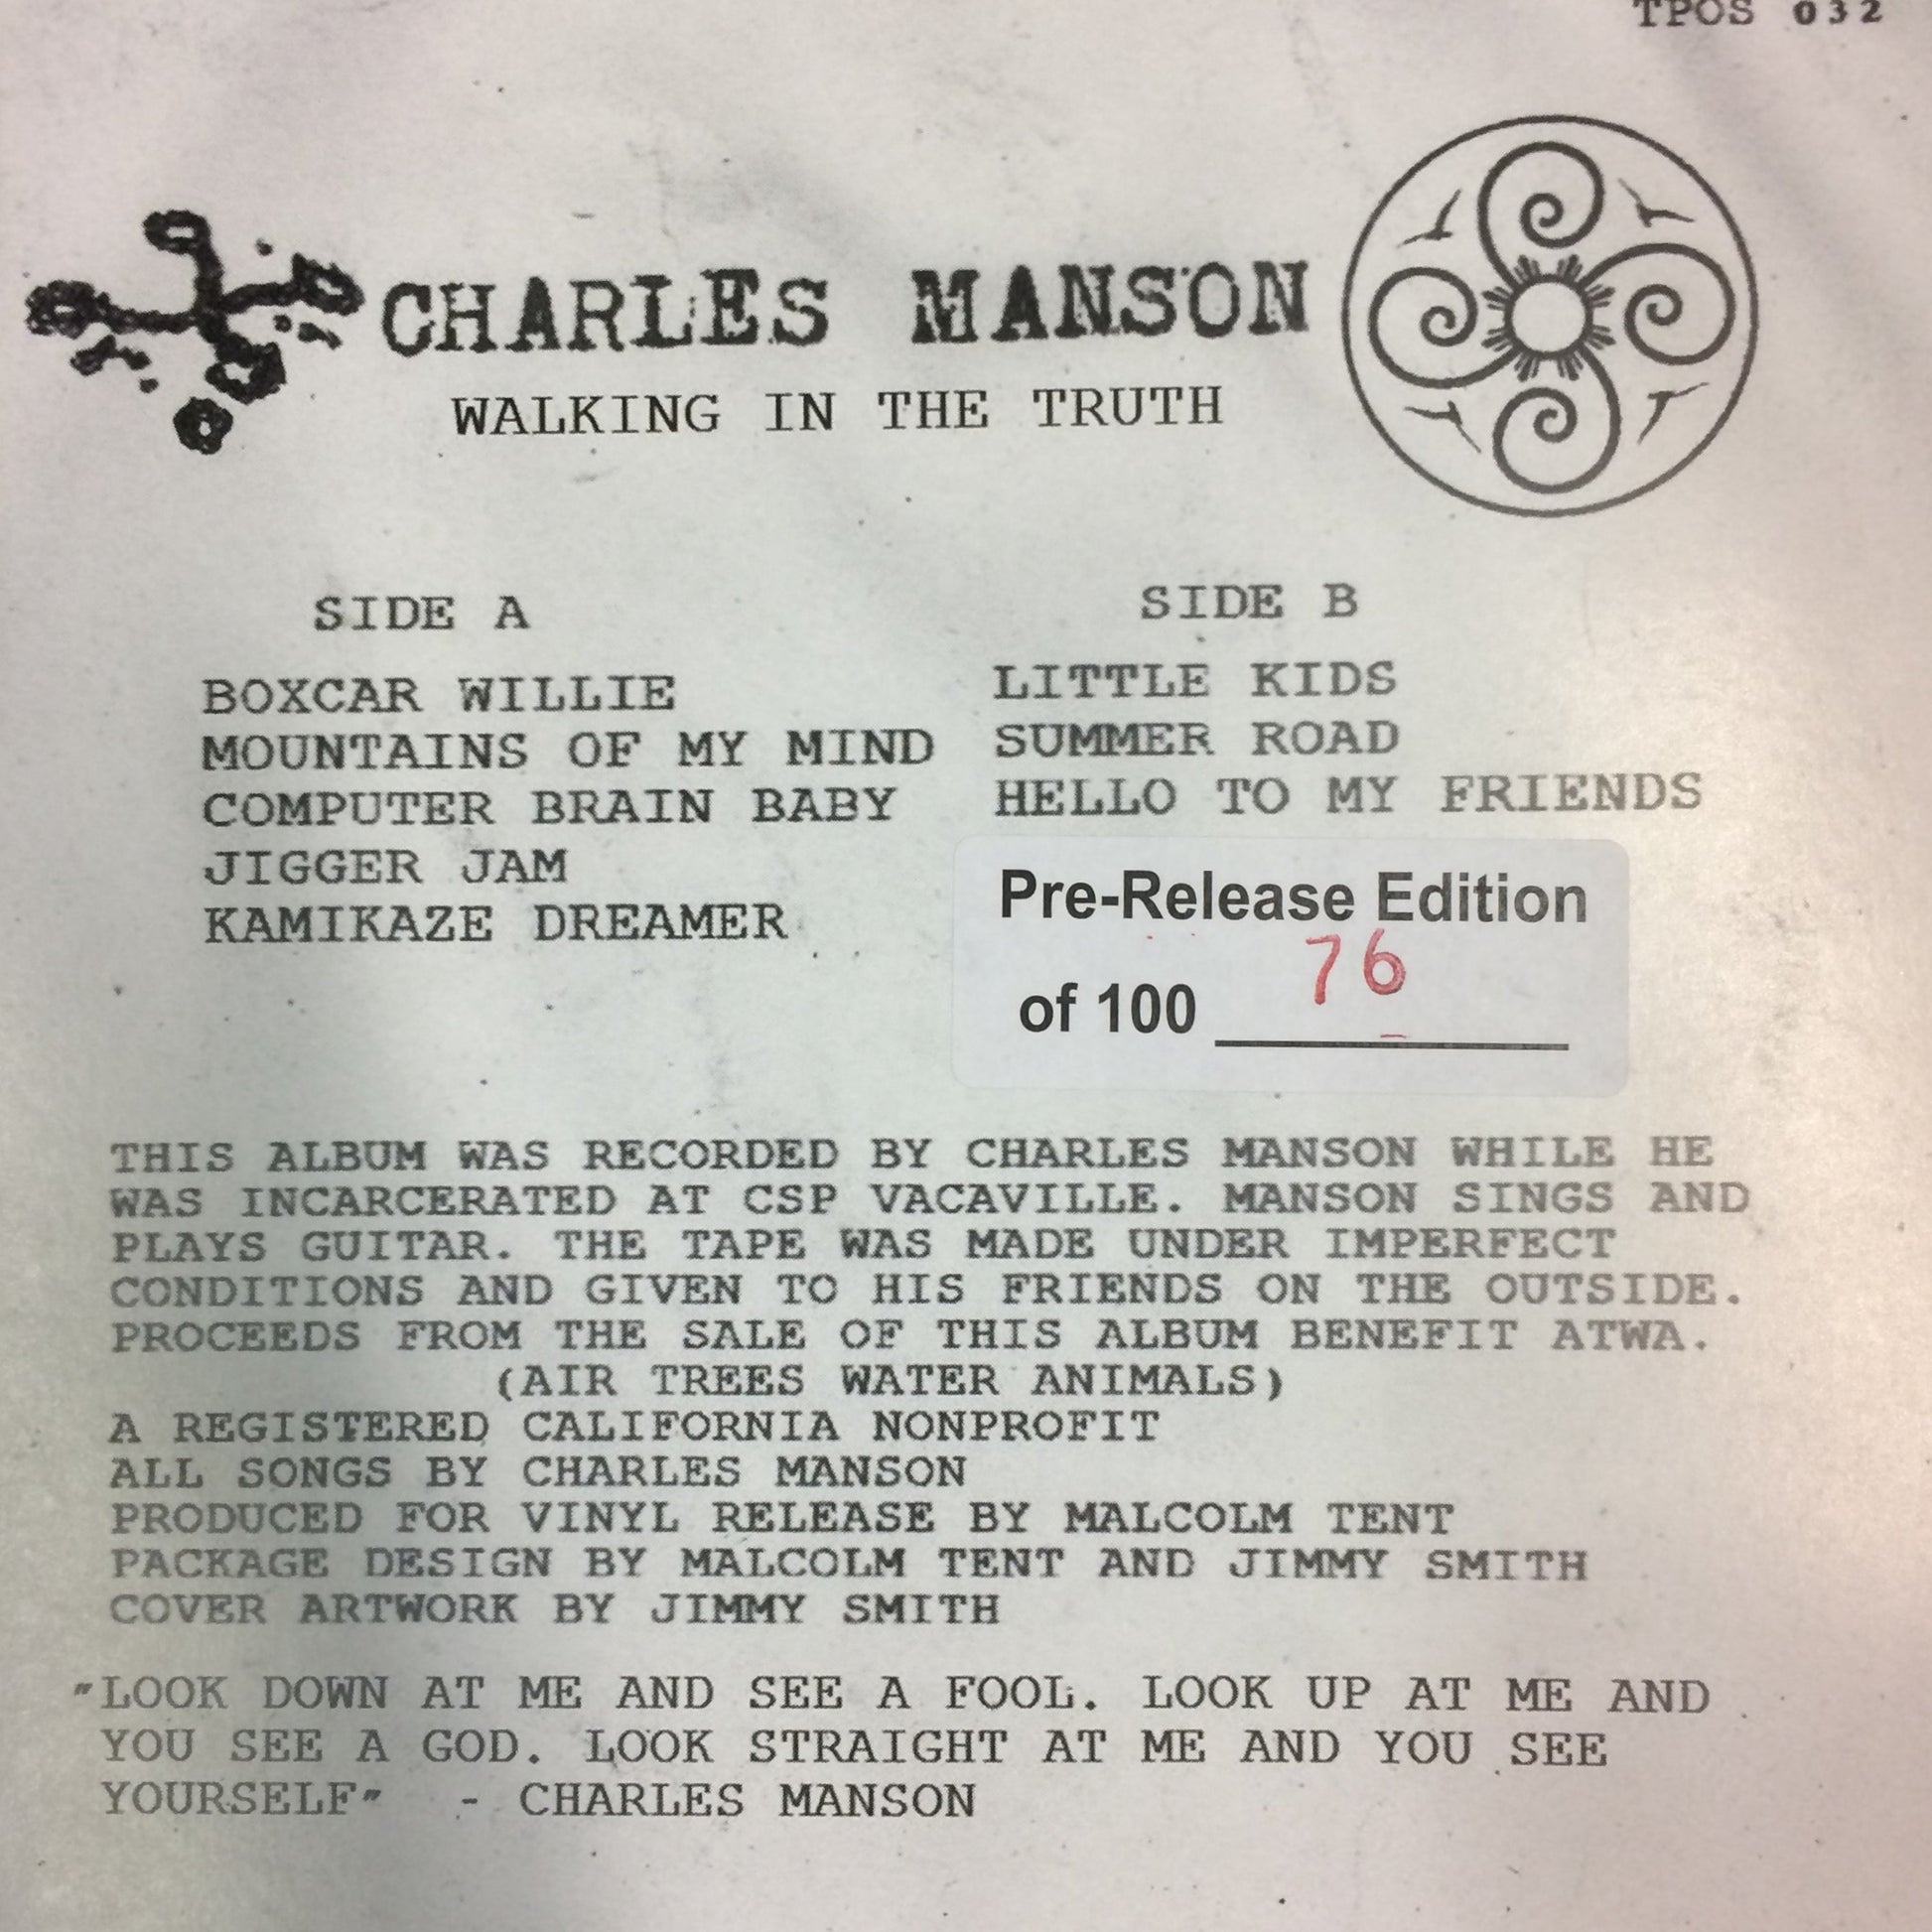 TPOS 032
CHARLES MANSON
WALKING IN THE TRUTH
SIDE A
BOXCAR WILLIE
MOUNTAINS OF MY MIND
COMPUTER BRAIN BABY
JIGGER JAM
KAMIKAZE DREAMER
SIDE B
LITTLE KIDS
SUMMER ROAD
HELLO TO MY FRIENDS
Pre-Release Edition
of 100 76
THIS ALBUM WAS RECORDED BY CHARLES MANSON WHILE HE
WAS INCARCERATED AT CSP VACAVILLE. MANSON SINGS AND
PLAYS GUITAR. THE TAPE WAS MADE UNDER IMPERFECT
CONDITIONS AND GIVEN TO HIS FRIENDS ON THE OUTSIDE.
PROCEEDS FROM THE SALE OF THIS ALBUM BENEFIT ATWA.
(AIR TREES WATER ANIMALS)
A REGISTERED CALIFORNIA NONPROFIT
ALL SONGS BY CHARLES MANSON
PRODUCED FOR VINYL RELEASE BY MALCOLM TENT
PACKAGE DESIGN BY MALCOLM TENT AND JIMMY SMITH
COVER ARTWORK BY JIMMY SMITH
"LOOK DOWN AT ME AND SEE A FOOL. LOOK UP AT ME AND
YOU SEE A GOD. LOOK STRAIGHT AT ME AND YOU SEE
YOURSELF" - CHARLES MANSON